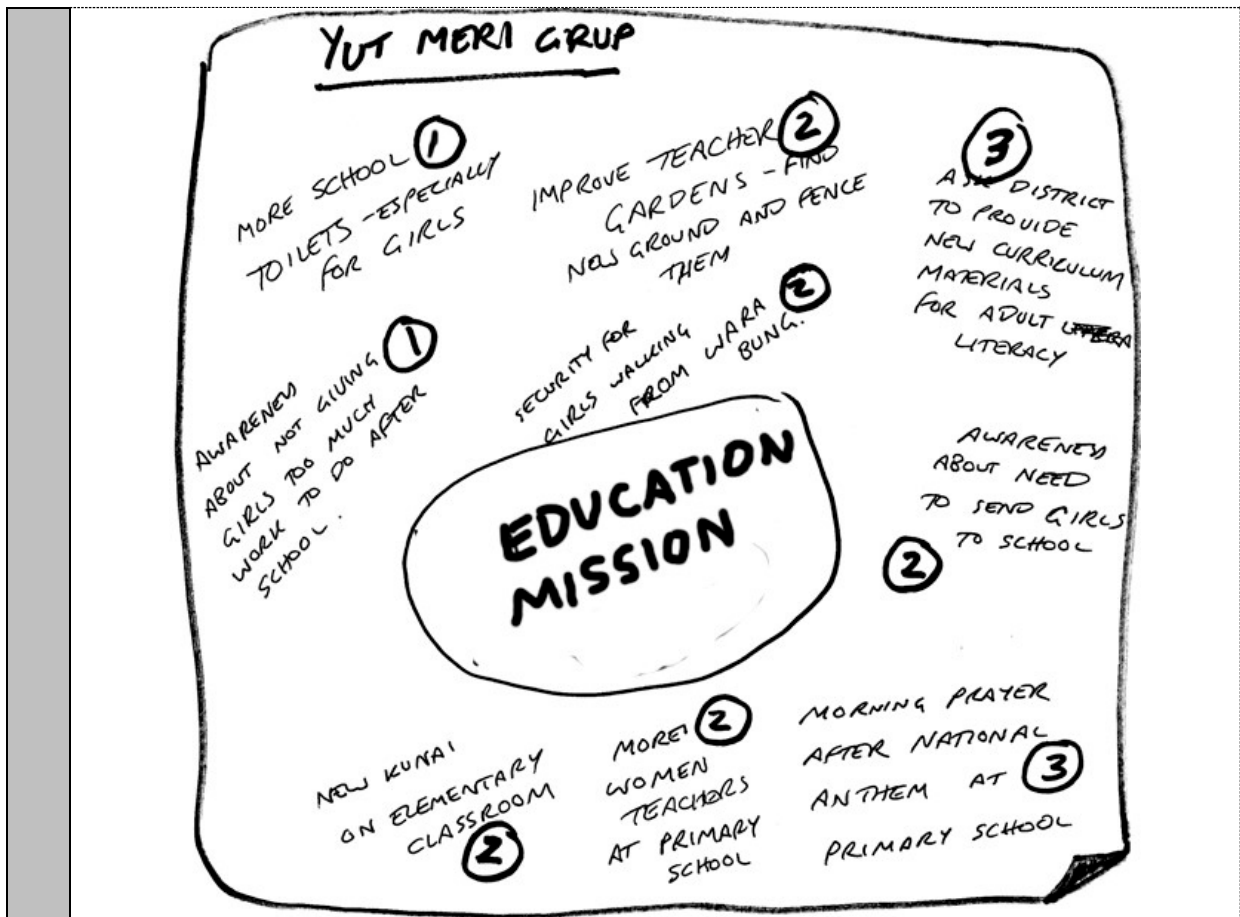 YUT MERI GRUP
MORE SCHOOL 1
TOILETS - ESPECIALLY
FOR GIRLS
IMPROVE TEACHER 2
GARDENS - FIND
NEW GROUND AND FENCE
THEM
3
ASK DISTRICT
TO PROVIDE
NEW CURRICULUM
MATERIALS
FOR ADULT
LITERACY
AWARENESS
ABOUT NOT GIVING 1
GIRLS TOO MUCH
WORK TO DO AFTER
SCHOOL.
SECURITY FOR
GIRLS WALKING
FROM WARA 2
BUNG.
EDUCATION
MISSION
AWARENESS
ABOUT NEED
TO SEND GIRLS
TO SCHOOL
2
NEW KUNAI
ON ELEMENTARY
CLASSROOM
2
MORE 2
WOMEN
TEACHERS
AT PRIMARY
SCHOOL
MORNING PRAYER
AFTER NATIONAL
ANTHEM AT 3
PRIMARY SCHOOL